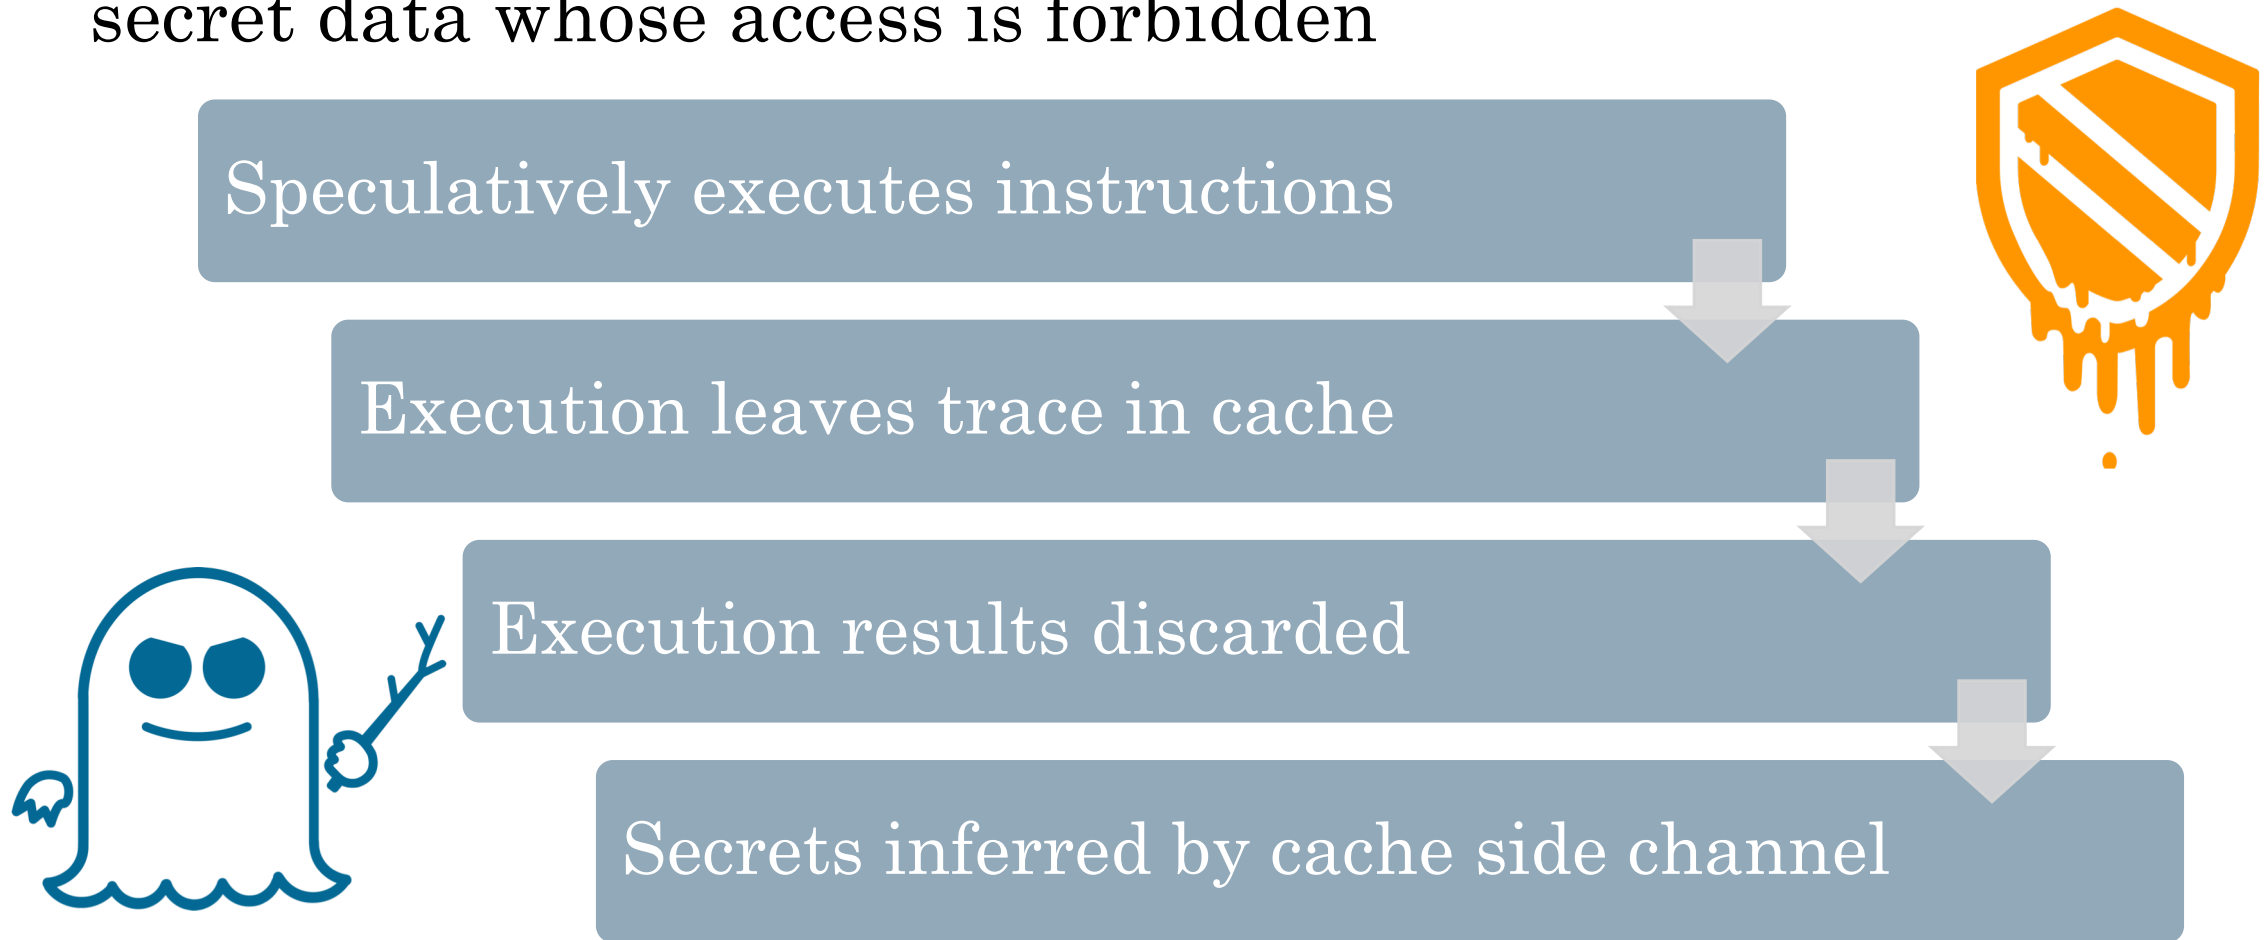 secret data whose access is forbidden
Speculatively executes instructions
Execution leaves trace in cache
Execution results discarded
Secrets inferred by cache side channel